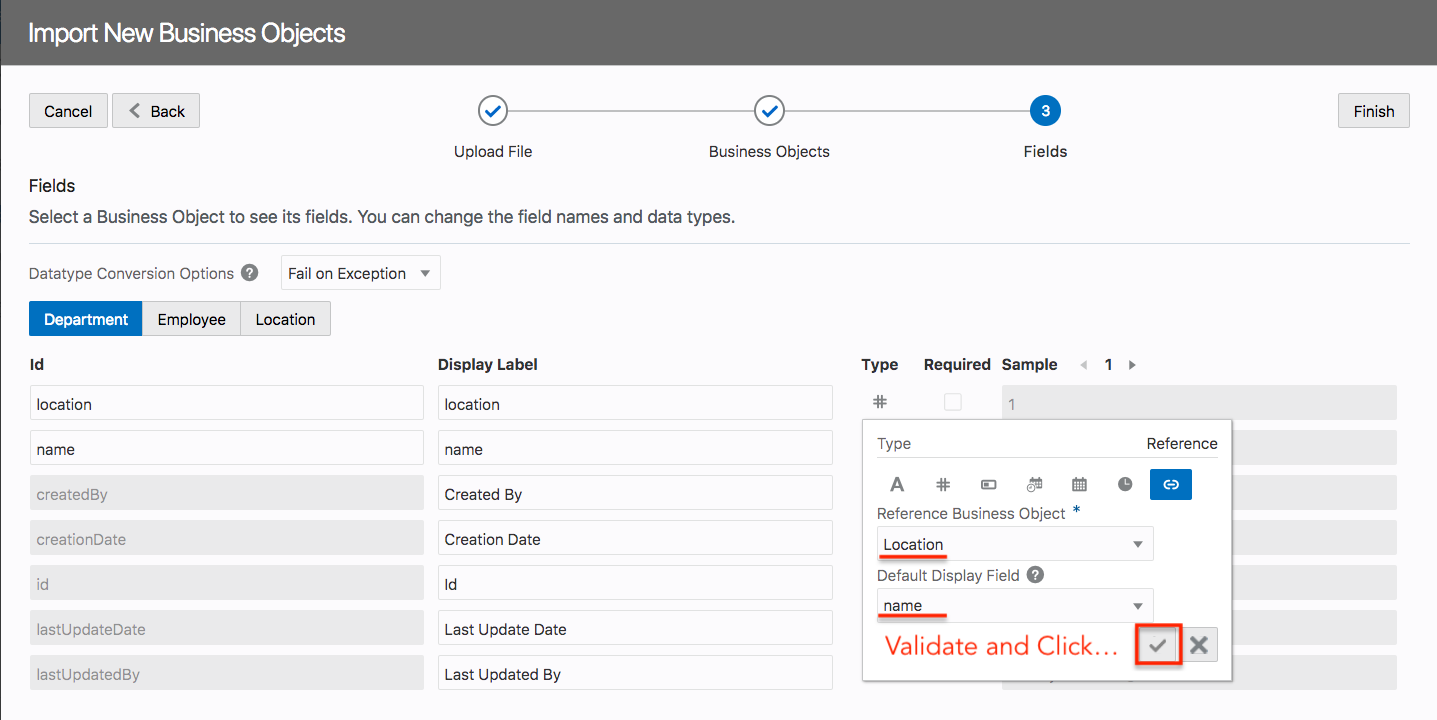 Import New Business Objects
Cancel
Back
3
Finish
Upload File
Business Objects
Fields
Fields
Select a Business Object to see its fields. You can change the field names and data types.
Datatype Conversion Options ?
Fail on Exception
Department
Employee
Location
Id
Display Label
Type
Required
Sample
1
location
location
#
1
name
name
createdBy
Created By
creationDate
Creation Date
id
Id
lastUpdateDate
Last Update Date
lastUpdatedBy
Last Updated By
Type
Reference
A
#
Reference Business Object *
Location
Default Display Field ?
name
Validate and Click...